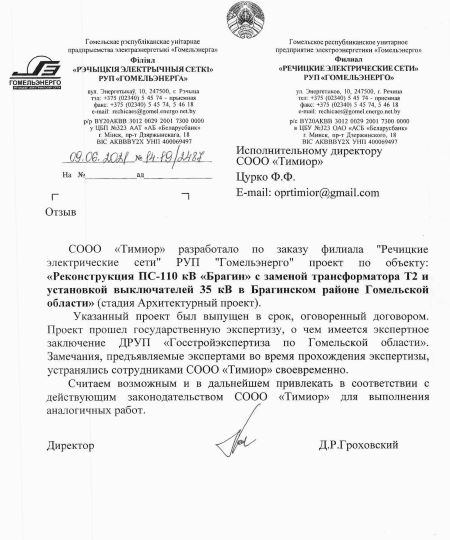 Гомельскае рэспубліканскае унітарнае
прадпрыемства электраэнергетыкі «Гомельэнерга»
Філіял
«РЭЧЫЦКІЯ ЭЛЕКТРЫЧНЫЯ СЕТКІ»
РУП «ГОМЕЛЬЭНЕРГА»
вул. Энергетыкаў, 10, 247500, г. Рэчыца
тэл: +375 (02340) 5 45 74 - прыемная
факс: +375 (02340) 5 45 74, 5 46 18
e-mail: rechicaes@gomel.energo.net.by
р/р BY20AKBB 3012 0029 2001 7300 0000
у ЦБП №323 ААТ «АБ «Беларусбанк»
г. Мінск, пр-т Дзяржынскага, 18
BIC AKBBBY2X УНП 400069497
ГОМЕЛЬЭНЕРГО
Гомельское республиканское унитарное
предприятие электроэнергетики «Гомельэнерго»
Филиал
«РЕЧИЦКИЕ ЭЛЕКТРИЧЕСКИЕ СЕТИ»
РУП «ГОМЕЛЬЭНЕРГО»
ул. Энергетиков, 10, 247500, г. Речица
тел: +375 (02340) 5 45 74 - приемная
факс: +375 (02340) 5 45 74, 5 46 18
e-mail: rechicaes@gomel.energo.net.by
р/р BY20AKBB 3012 0029 2001 7300 0000
в ЦБУ №323 ОАО «АСБ «Беларусбанк»
г. Минск, пр-т Дзержинского, 18
BIC AKBBBY2X УНП 400069497
09.06.2021 №
На № ад
Исполнительному директору
СООО «Тимиор»
Цурко Ф.Ф.
E-mail: oprtimior@gmail.com
Отзыв
СООО «Тимиор» разработало по заказу филиала "Речицкие
электрические сети" РУП "Гомельэнерго" проект по объекту:
«Реконструкция ПС-110 кВ «Брагин» с заменой трансформатора Т2 и
установкой выключателей 35 кВ в Брагинском районе Гомельской
области» (стадия Архитектурный проект).
Указанный проект был выпущен в срок, оговоренный договором.
Проект прошел государственную экспертизу, о чем имеется экспертное
заключение ДРУП «Госстройэкспертиза по Гомельской области».
Замечания, предъявляемые экспертами во время прохождения экспертизы,
устранялись сотрудниками СООО «Тимиор» своевременно.
Считаем возможным и в дальнейшем привлекать в соответствии с
действующим законодательством СООО «Тимиор» для выполнения
аналогичных работ.
Директор Д.Р.Гроховский